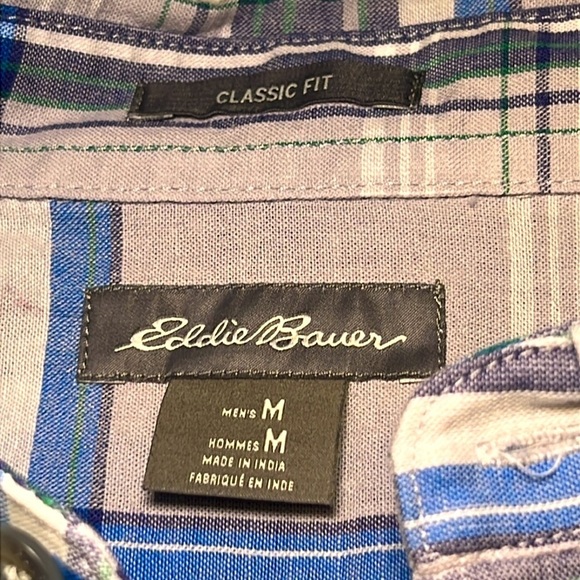 CLASSIC FIT
Eddie Bauer
MEN'S M
HOMMES M
MADE IN INDIA
FABRIQUÉ EN INDE